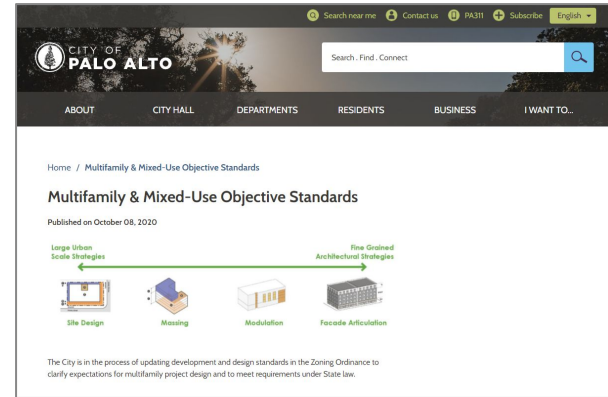 Search near me Contact us PA311 Subscribe English
CITY OF
PALO ALTO
Search . Find . Connect
ABOUT CITY HALL DEPARTMENTS RESIDENTS BUSINESS I WANT TO...
Home / Multifamily & Mixed-Use Objective Standards
Multifamily & Mixed-Use Objective Standards
Published on October 08, 2020
Large Urban Fine Grained
Scale Strategies Architectural Strategies
Site Design Massing Modulation Facade Articulation
The City is in the process of updating development and design standards in the Zoning Ordinance to
clarify expectations for multifamily project design and to meet requirements under State law.